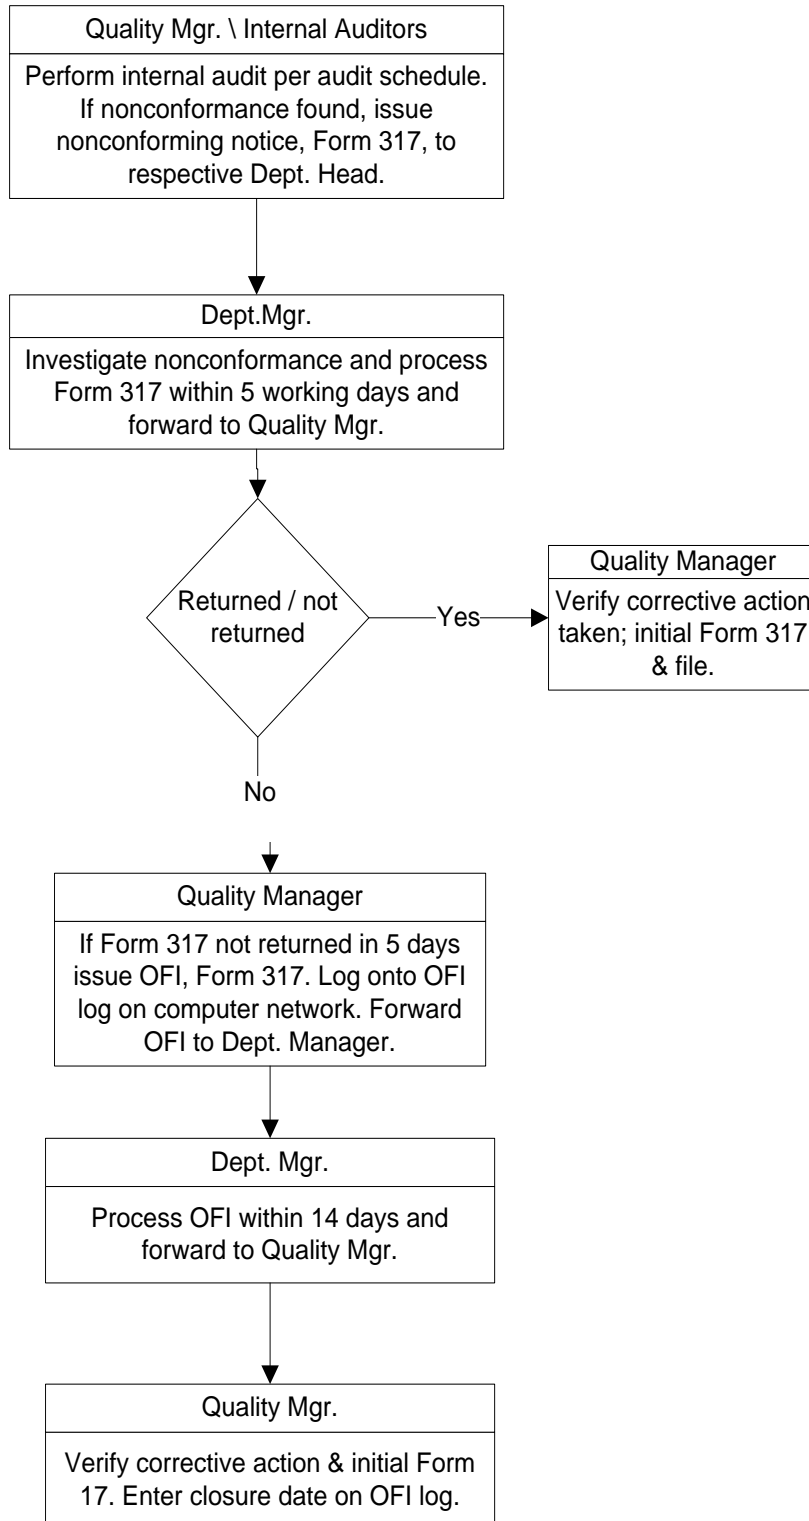 Quality Mgr. \ Internal Auditors
Perform internal audit per audit schedule.
If nonconformance found, issue
nonconforming notice, Form 317, to
respective Dept. Head.
Dept.Mgr.
Investigate nonconformance and process
Form 317 within 5 working days and
forward to Quality Mgr.
Returned / not
returned
Yes
Quality Manager
Verify corrective action
taken; initial Form 317
& file.
No
Quality Manager
If Form 317 not returned in 5 days
issue OFI, Form 317. Log onto OFI
log on computer network. Forward
OFI to Dept. Manager.
Dept. Mgr.
Process OFI within 14 days and
forward to Quality Mgr.
Quality Mgr.
Verify corrective action & initial Form
17. Enter closure date on OFI log.